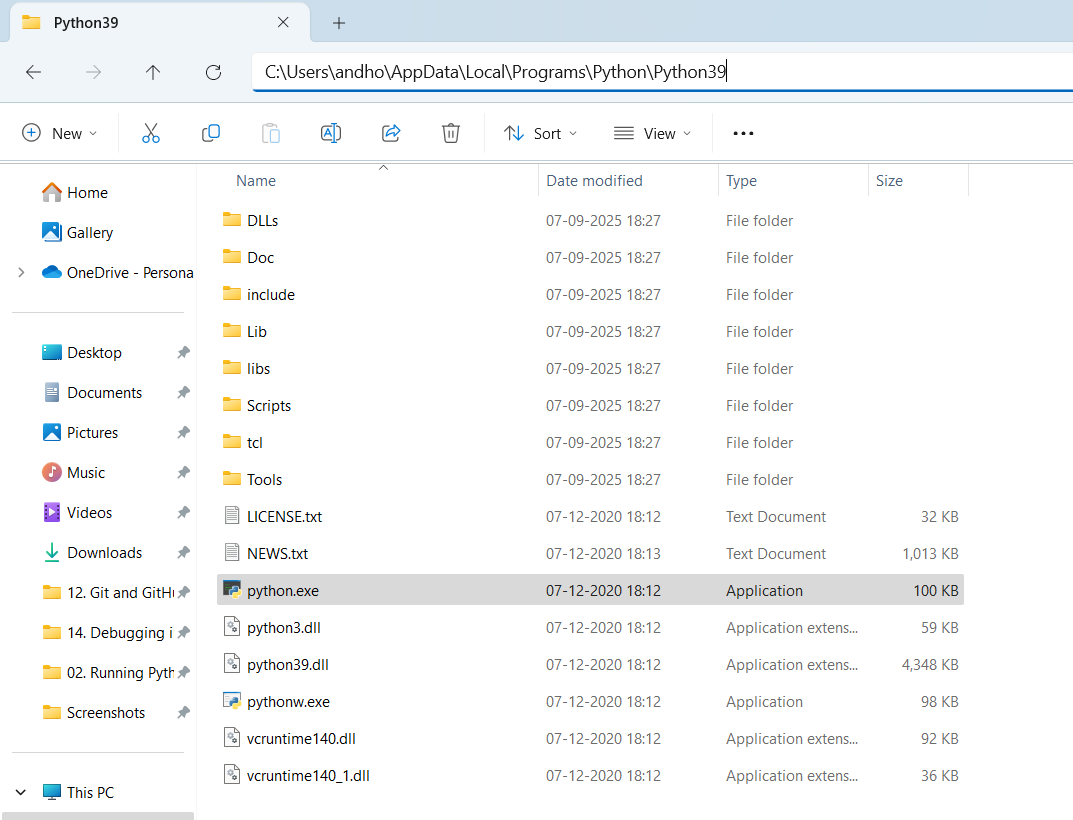 Python39
C:\Users\andho\AppData\Local\Programs\Python\Python39
New Sort View
Name Date modified Type Size
Home
Gallery
OneDrive - Persona
Desktop
Documents
Pictures
Music
Videos
Downloads
12. Git and GitH
14. Debugging i
02. Running Pyth
Screenshots
This PC
DLLs 07-09-2025 18:27 File folder
Doc 07-09-2025 18:27 File folder
include 07-09-2025 18:27 File folder
Lib 07-09-2025 18:27 File folder
libs 07-09-2025 18:27 File folder
Scripts 07-09-2025 18:27 File folder
tcl 07-09-2025 18:27 File folder
Tools 07-09-2025 18:27 File folder
LICENSE.txt 07-12-2020 18:12 Text Document 32 KB
NEWS.txt 07-12-2020 18:13 Text Document 1,013 KB
python.exe 07-12-2020 18:12 Application 100 KB
python3.dll 07-12-2020 18:12 Application extens... 59 KB
python39.dll 07-12-2020 18:12 Application extens... 4,348 KB
pythonw.exe 07-12-2020 18:12 Application 98 KB
vcruntime140.dll 07-12-2020 18:12 Application extens... 92 KB
vcruntime140_1.dll 07-12-2020 18:12 Application extens... 36 KB